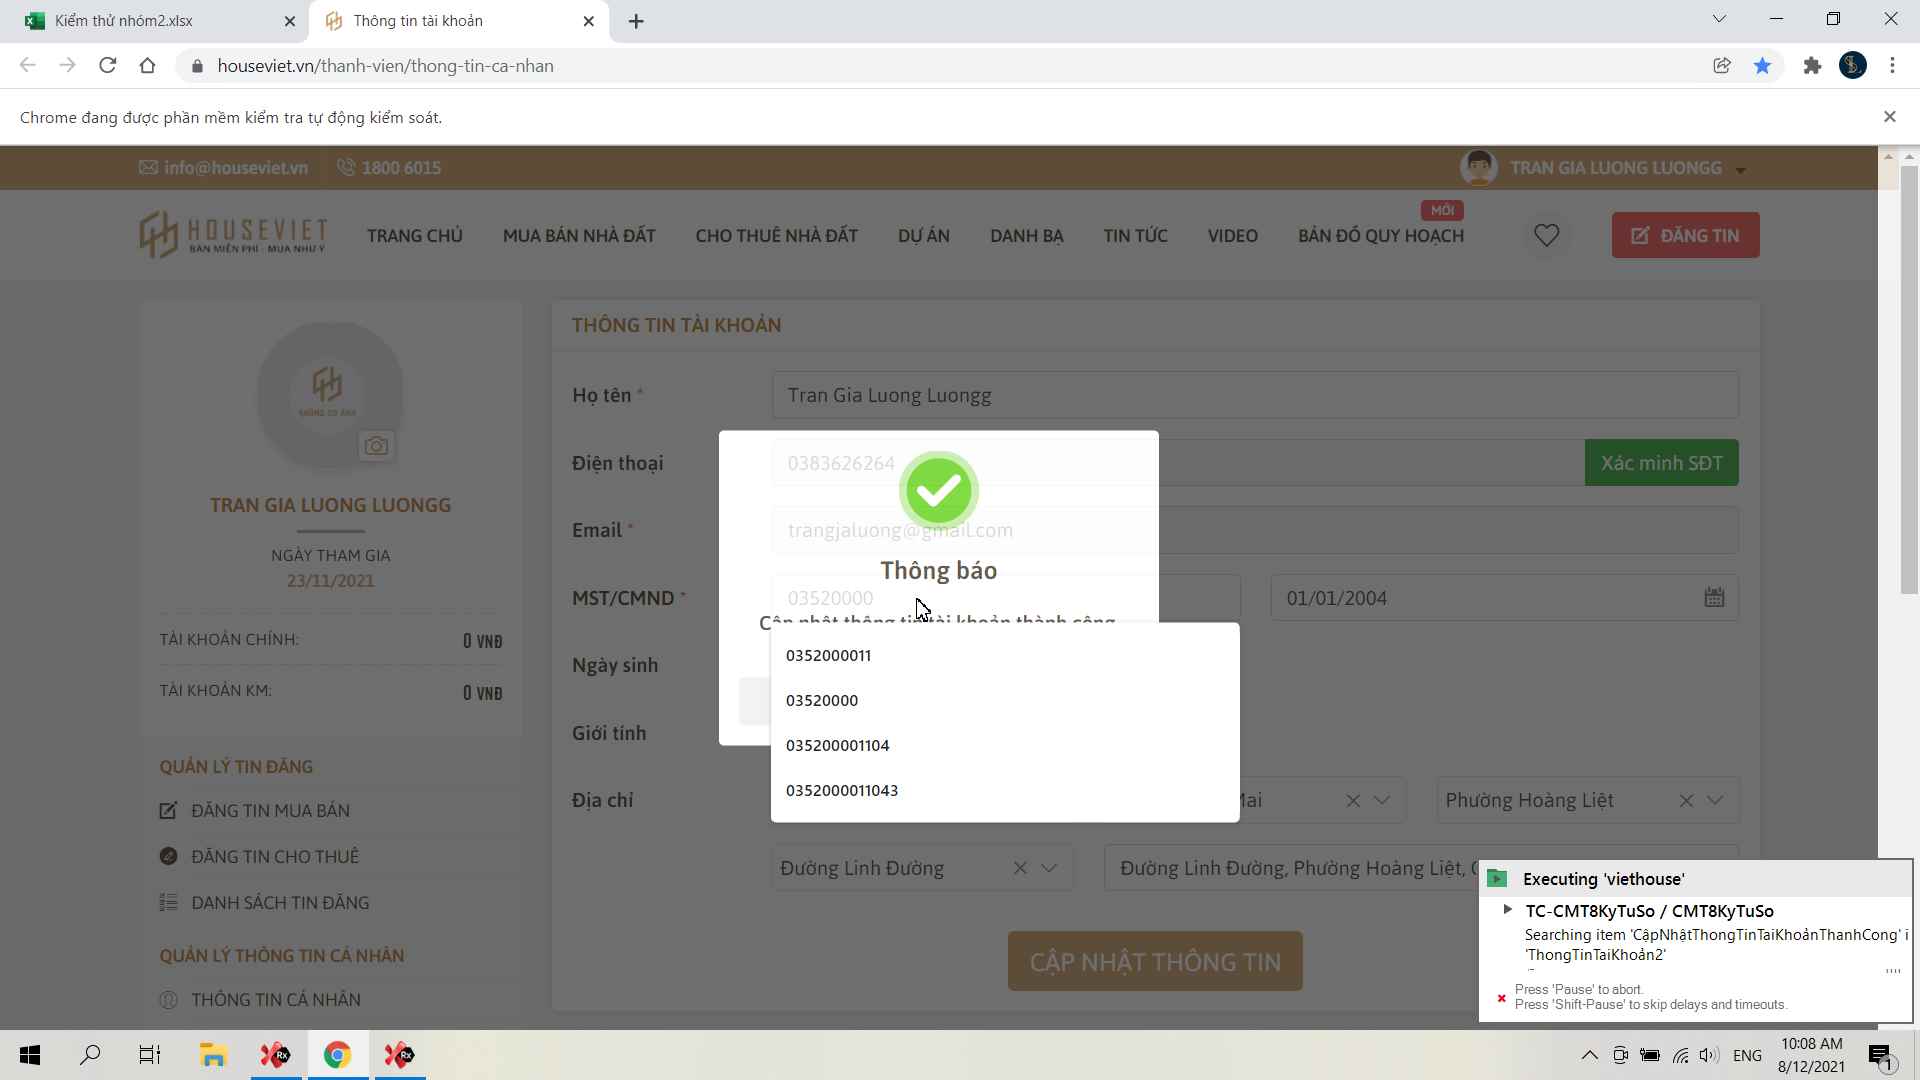 Kiểm thử nhóm2.xlsx
Thông tin tài khoản
houseviet.vn/thanh-vien/thong-tin-ca-nhan
Chrome đang được phần mềm kiểm tra tự động kiểm soát.
info@houseviet.vn
1800 6015
TRAN GIA LUONG LUONGG
HOUSEVIET
BÁN MIỄN PHÍ - MUA NHƯ Ý
TRANG CHỦ
MUA BÁN NHÀ ĐẤT
CHO THUÊ NHÀ ĐẤT
DỰ ÁN
DANH BẠ
TIN TỨC
VIDEO
MỚI
BẢN ĐỒ QUY HOẠCH
ĐĂNG TIN
KHÔNG CÓ ẢNH
TRAN GIA LUONG LUONGG
NGÀY THAM GIA
23/11/2021
TÀI KHOẢN CHÍNH: 0 VNĐ
TÀI KHOẢN KM: 0 VNĐ
QUẢN LÝ TIN ĐĂNG
ĐĂNG TIN MUA BÁN
ĐĂNG TIN CHO THUÊ
DANH SÁCH TIN ĐĂNG
QUẢN LÝ THÔNG TIN CÁ NHÂN
THÔNG TIN CÁ NHÂN
THÔNG TIN TÀI KHOẢN
Họ tên * Tran Gia Luong Luongg
Điện thoại 0383626264 Xác minh SĐT
Email * trangjaluong@gmail.com
Thông báo
MST/CMND * 03520000 01/01/2004
Cập nhật thông tin tài khoản thành công
0352000011
Ngày sinh
03520000
Giới tính
035200001104
0352000011043
Địa chỉ Mai Phường Hoàng Liệt
Đường Linh Đường Đường Linh Đường, Phường Hoàng Liệt,
CẬP NHẬT THÔNG TIN
Executing 'viethouse'
TC-CMT8KyTuSo / CMT8KyTuSo
Searching item 'CậpNhậtThongTinTaiKhoảnThanhCong' i
'ThongTinTaiKhoản2'
Press 'Pause' to abort.
Press 'Shift-Pause' to skip delays and timeouts.
Rx
Rx
ENG
10:08 AM
8/12/2021
1